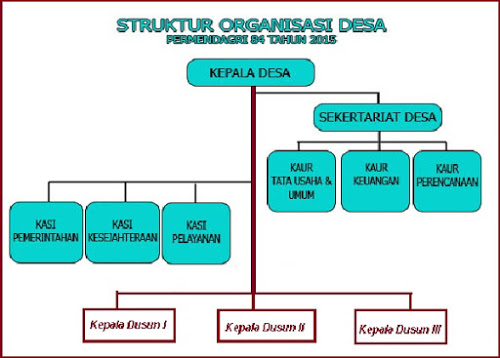 STRUKTUR ORGANISASI DESA
PERMENDAGRI 84 TAHUN 2015
KEPALA DESA
SEKERTARIAT DESA
KAUR
TATA USAHA &
UMUM
KAUR
KEUANGAN
KAUR
PERENCANAAN
KASI
PEMERINTAHAN
KASI
KESEJAHTERAAN
KASI
PELAYANAN
Kepala Dusun I
Kepala Dusun II
Kepala Dusun III